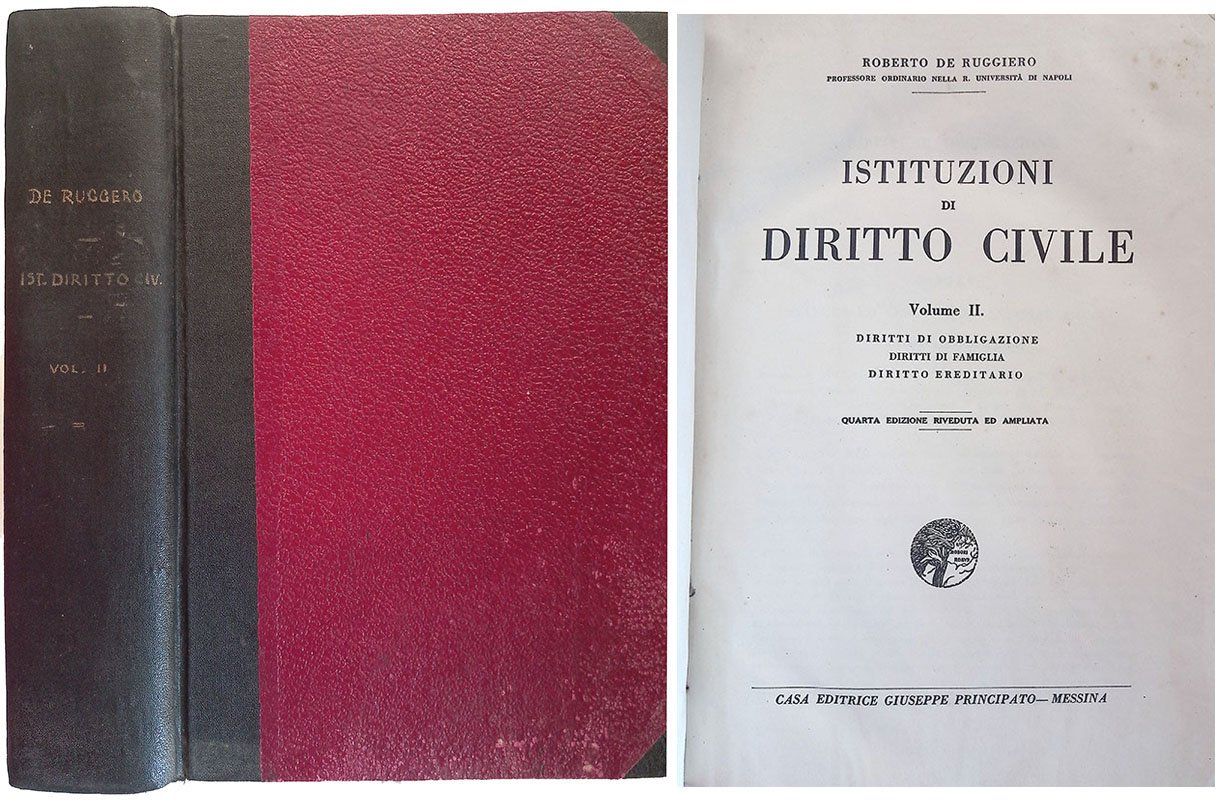 DE RUGGERO
IST. DIRITTO CIV.
VOL. II
ROBERTO DE RUGGIERO
PROFESSORE ORDINARIO NELLA R. UNIVERSITÀ DI NAPOLI
ISTITUZIONI
DI
DIRITTO CIVILE
Volume II.
DIRITTI DI OBBLIGAZIONE
DIRITTI DI FAMIGLIA
DIRITTO EREDITARIO
QUARTA EDIZIONE RIVEDUTA ED AMPLIATA
CASA EDITRICE GIUSEPPE PRINCIPATO — MESSINA